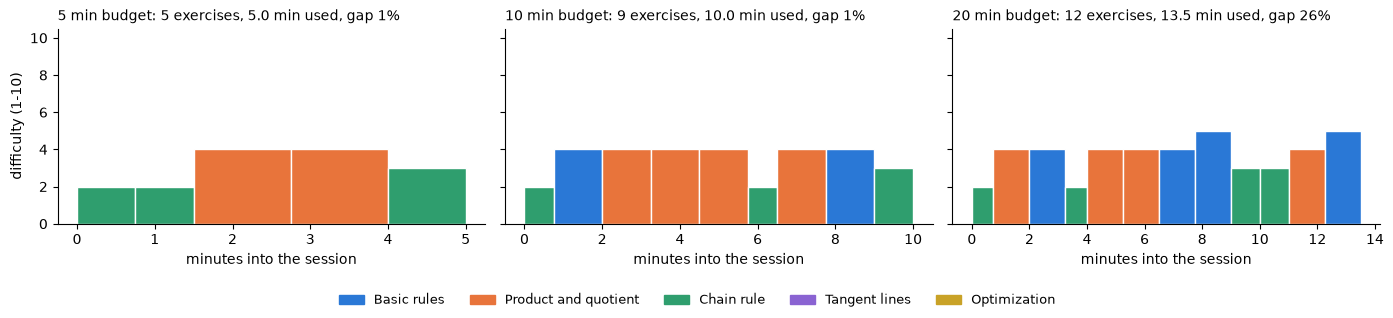 5 min budget: 5 exercises, 5.0 min used, gap 1%
10 min budget: 9 exercises, 10.0 min used, gap 1%
20 min budget: 12 exercises, 13.5 min used, gap 26%
difficulty (1-10)
10
8
6
4
2
0
0 1 2 3 4 5
0 2 4 6 8 10
0 2 4 6 8 10 12 14
minutes into the session
minutes into the session
minutes into the session
Basic rules
Product and quotient
Chain rule
Tangent lines
Optimization